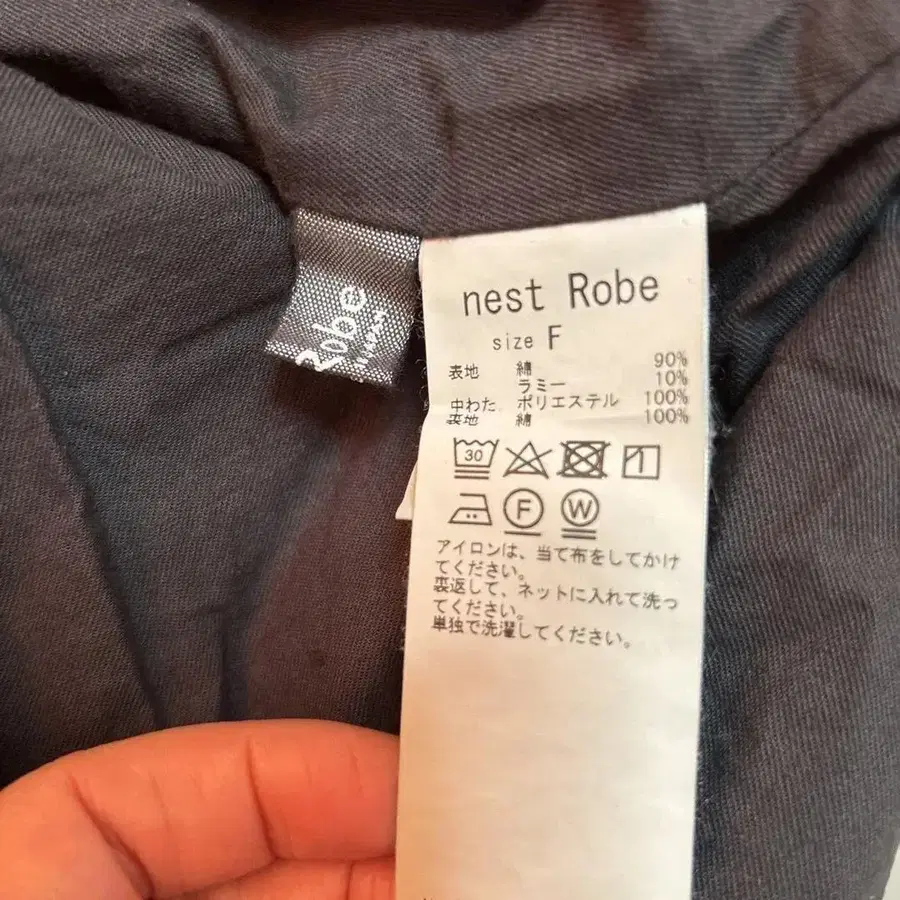 Robe
nest Robe
size F
表地 綿 90%
ラミー 10%
中わた ポリエステル 100%
裏地 綿 100%
30
1
F
W
アイロンは、当て布をしてかけ
てください。
裏返して、ネットに入れて洗っ
てください。
単独で洗濯してください。